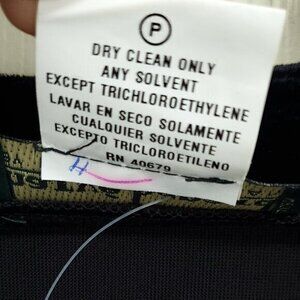 P
DRY CLEAN ONLY
ANY SOLVENT
EXCEPT TRICHLOROETHYLENE
LAVAR EN SECO SOLAMENTE
CUALQUIER SOLVENTE
EXCEPTO TRICLOROETILENO
RN 40679
H